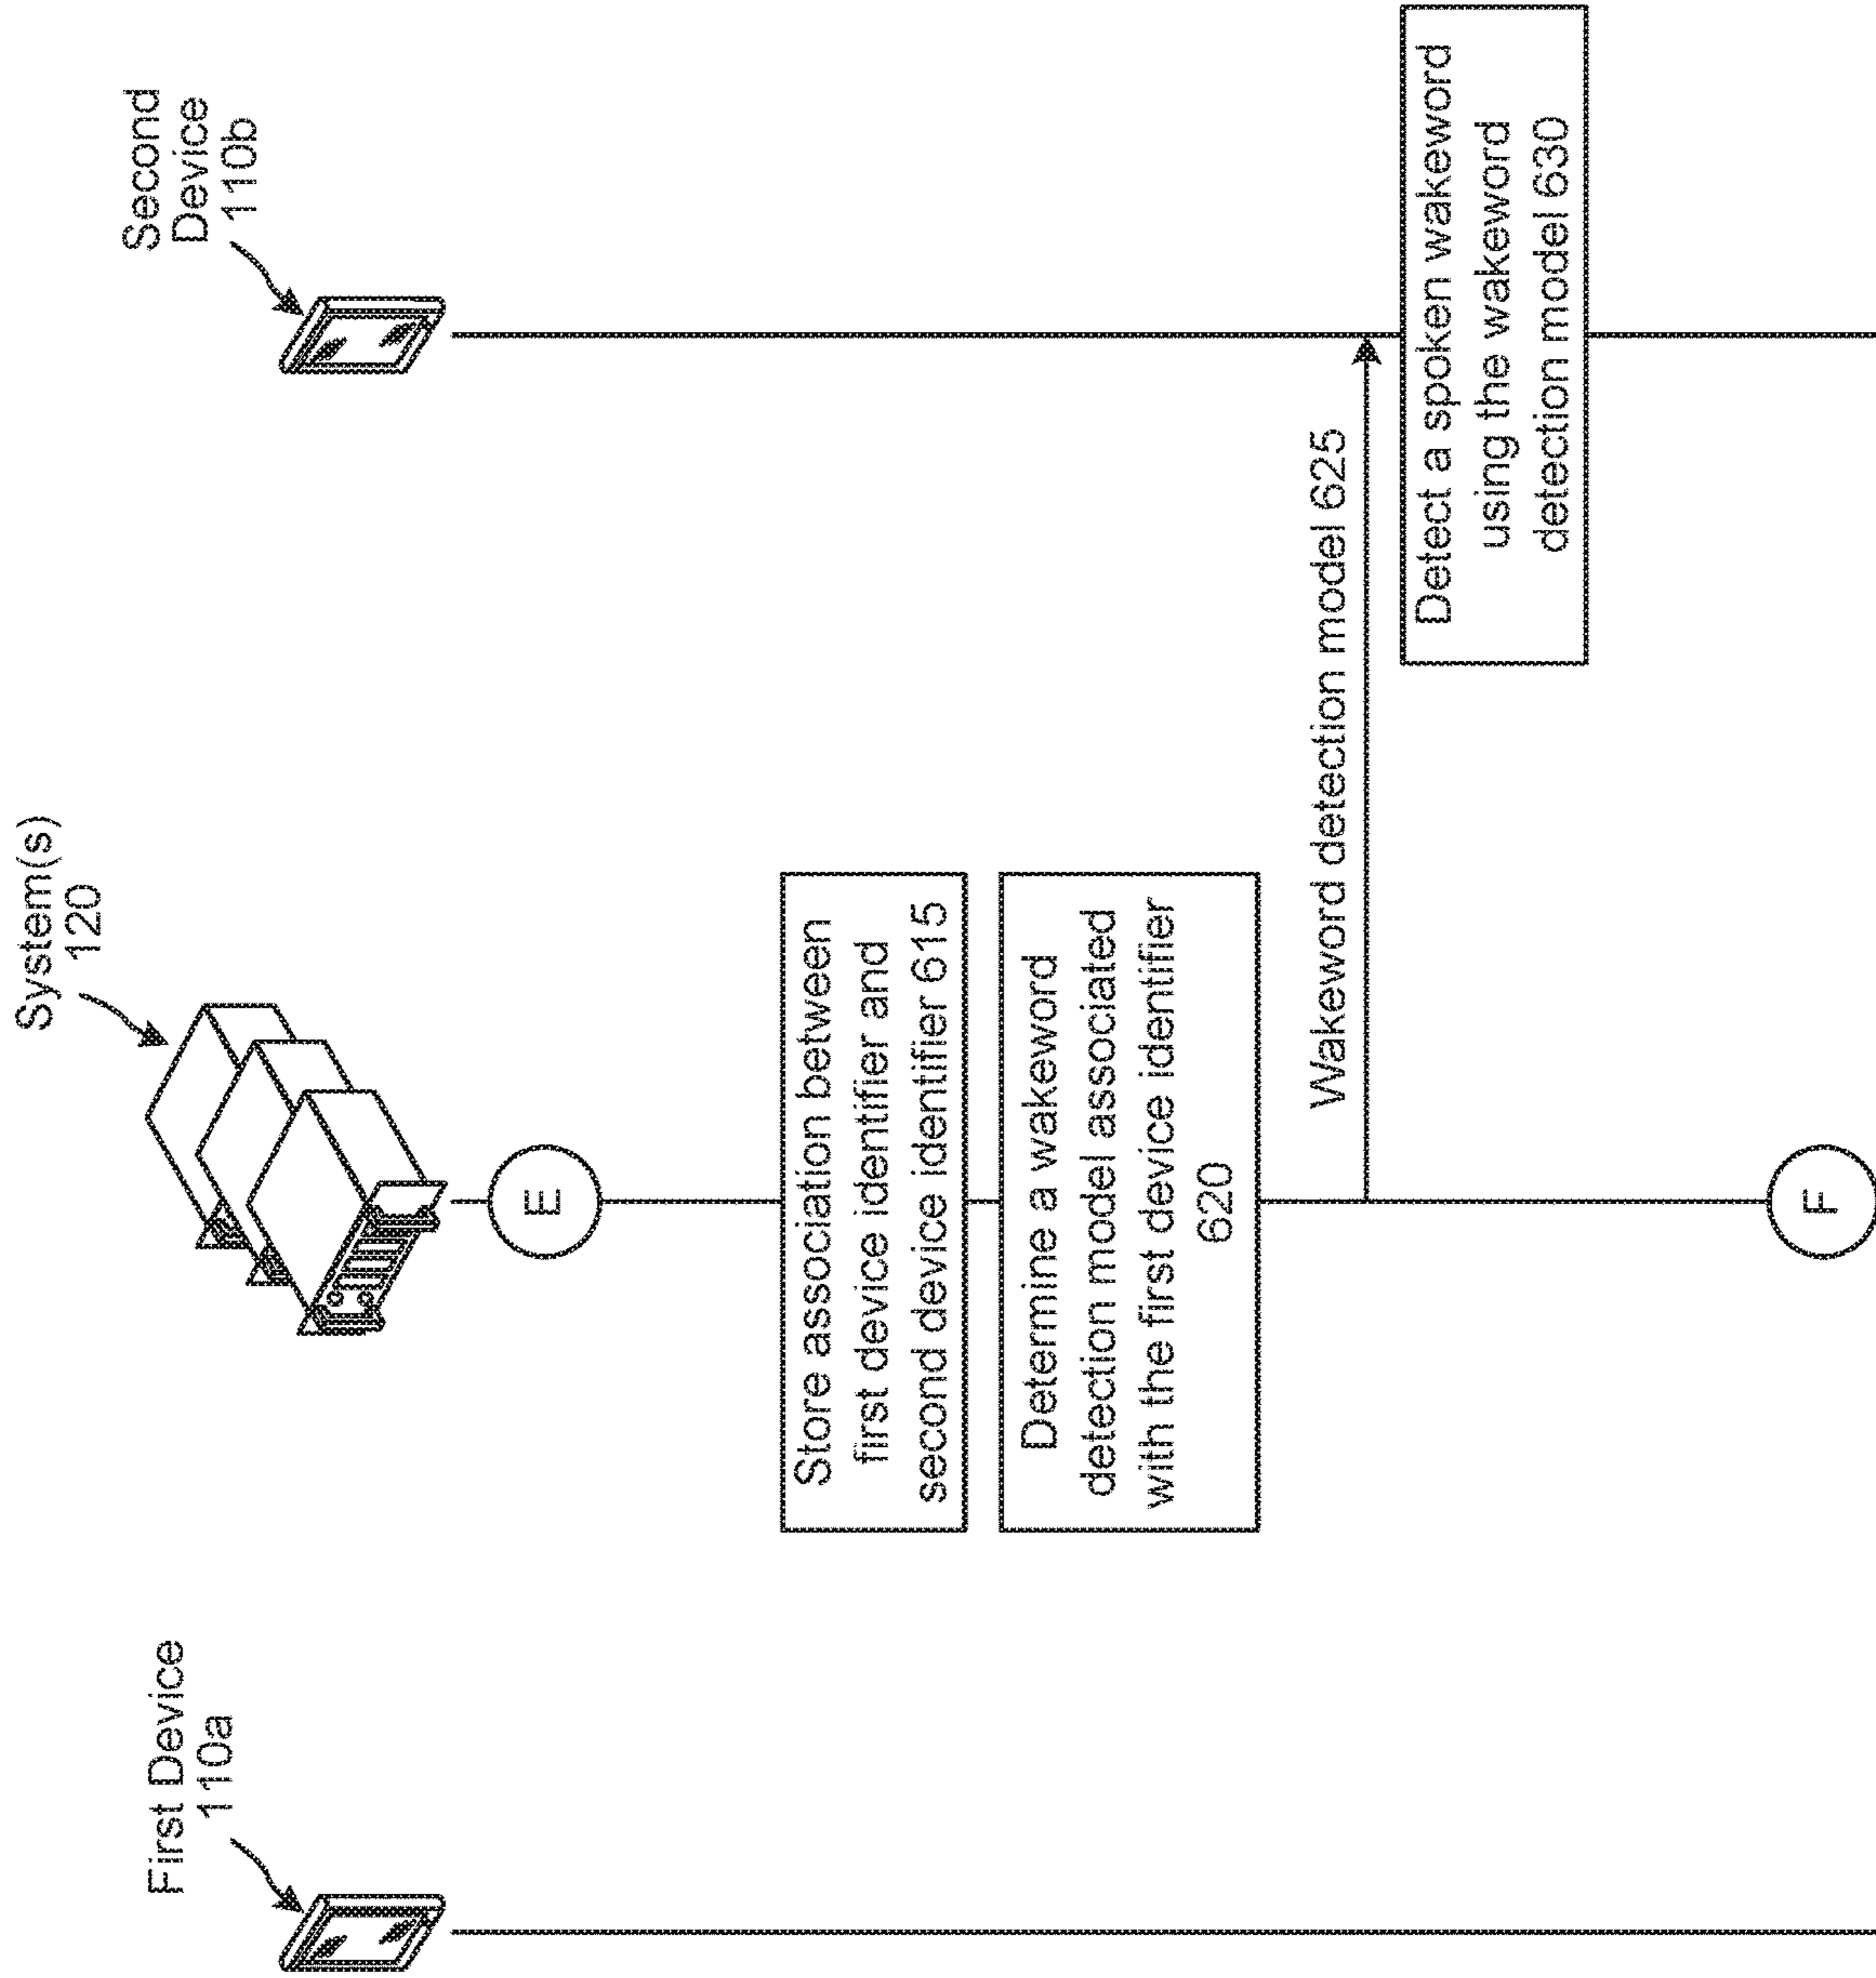 First Device
110a
System(s)
120
Second
Device
110b
E
Store association between
first device identifier and
second device identifier 615
Determine a wakeword
detection model associated
with the first device identifier
620
Wakeword detection model 625
Detect a spoken wakeword
using the wakeword
detection model 630
F